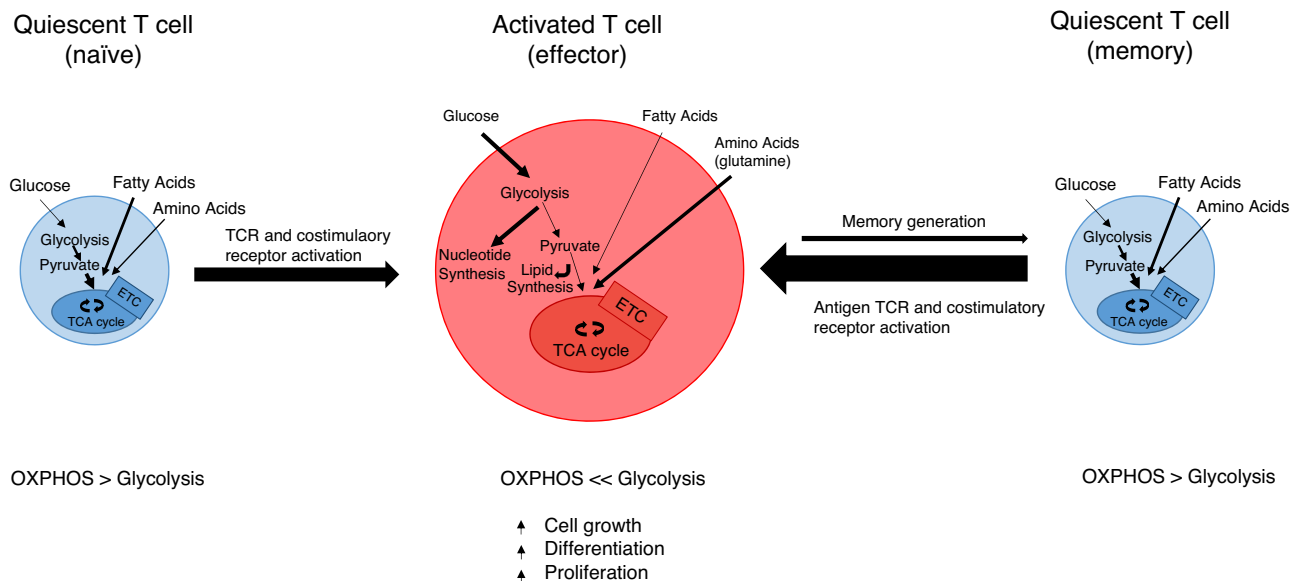 Quiescent T cell
(naïve)
Activated T cell
(effector)
Quiescent T cell
(memory)
Glucose
Fatty Acids
Amino Acids
Glycolysis
Pyruvate
ETC
TCA cycle
TCR and costimulaory
receptor activation
Glucose
Fatty Acids
Amino Acids
(glutamine)
Glycolysis
Pyruvate
Nucleotide
Synthesis
Lipid
Synthesis
ETC
TCA cycle
Memory generation
Antigen TCR and costimulatory
receptor activation
Glucose
Fatty Acids
Amino Acids
Glycolysis
Pyruvate
ETC
TCA cycle
OXPHOS > Glycolysis
OXPHOS << Glycolysis
OXPHOS > Glycolysis
Cell growth
Differentiation
Proliferation